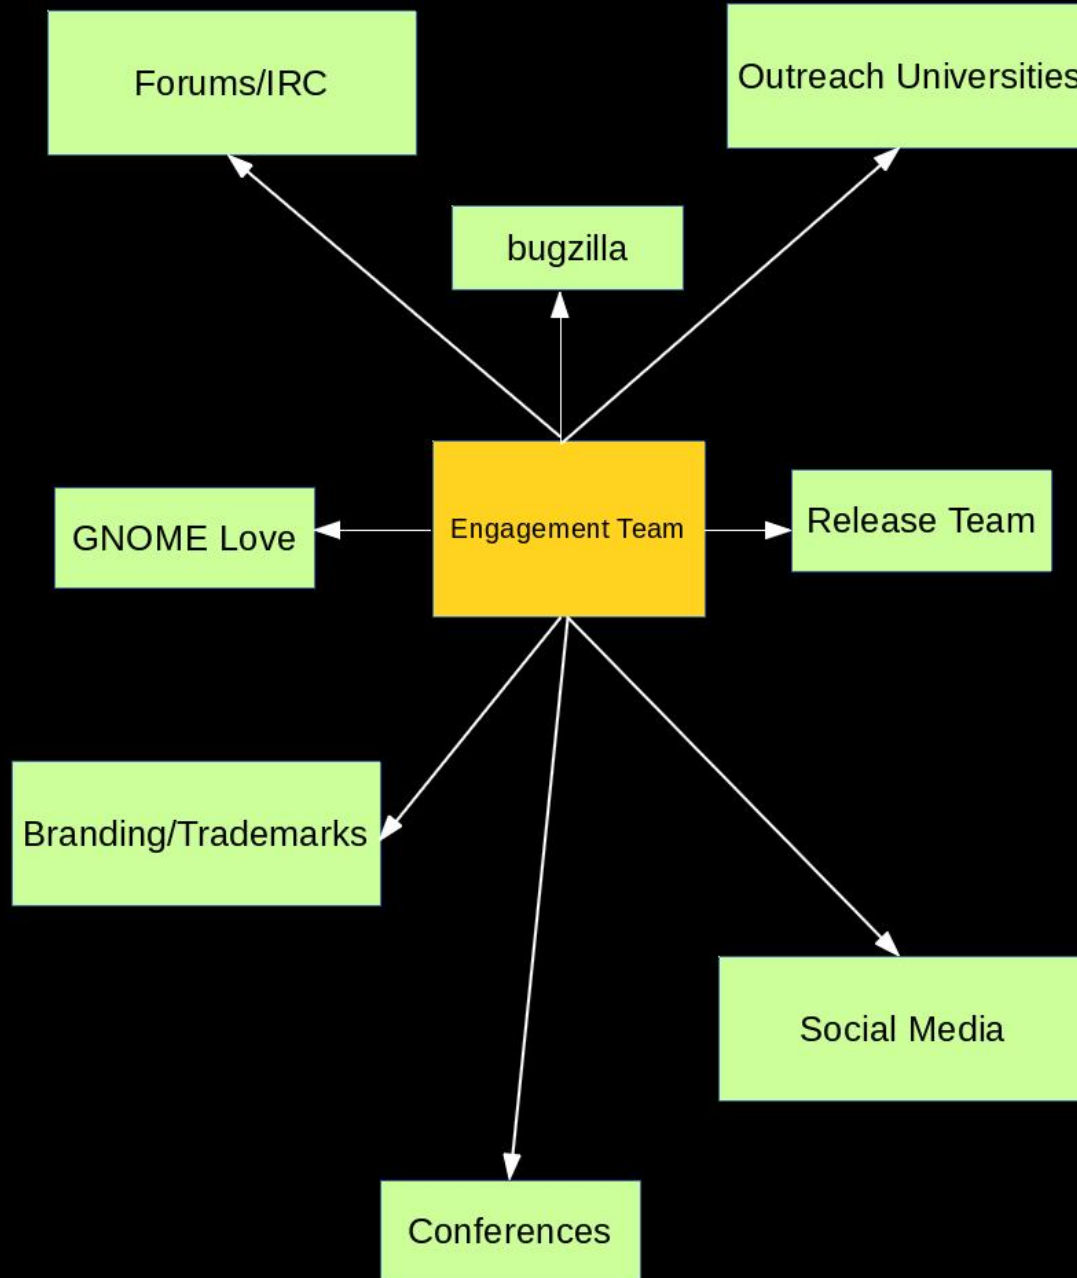 Forums/IRC
Outreach Universities
bugzilla
GNOME Love
Engagement Team
Release Team
Branding/Trademarks
Social Media
Conferences